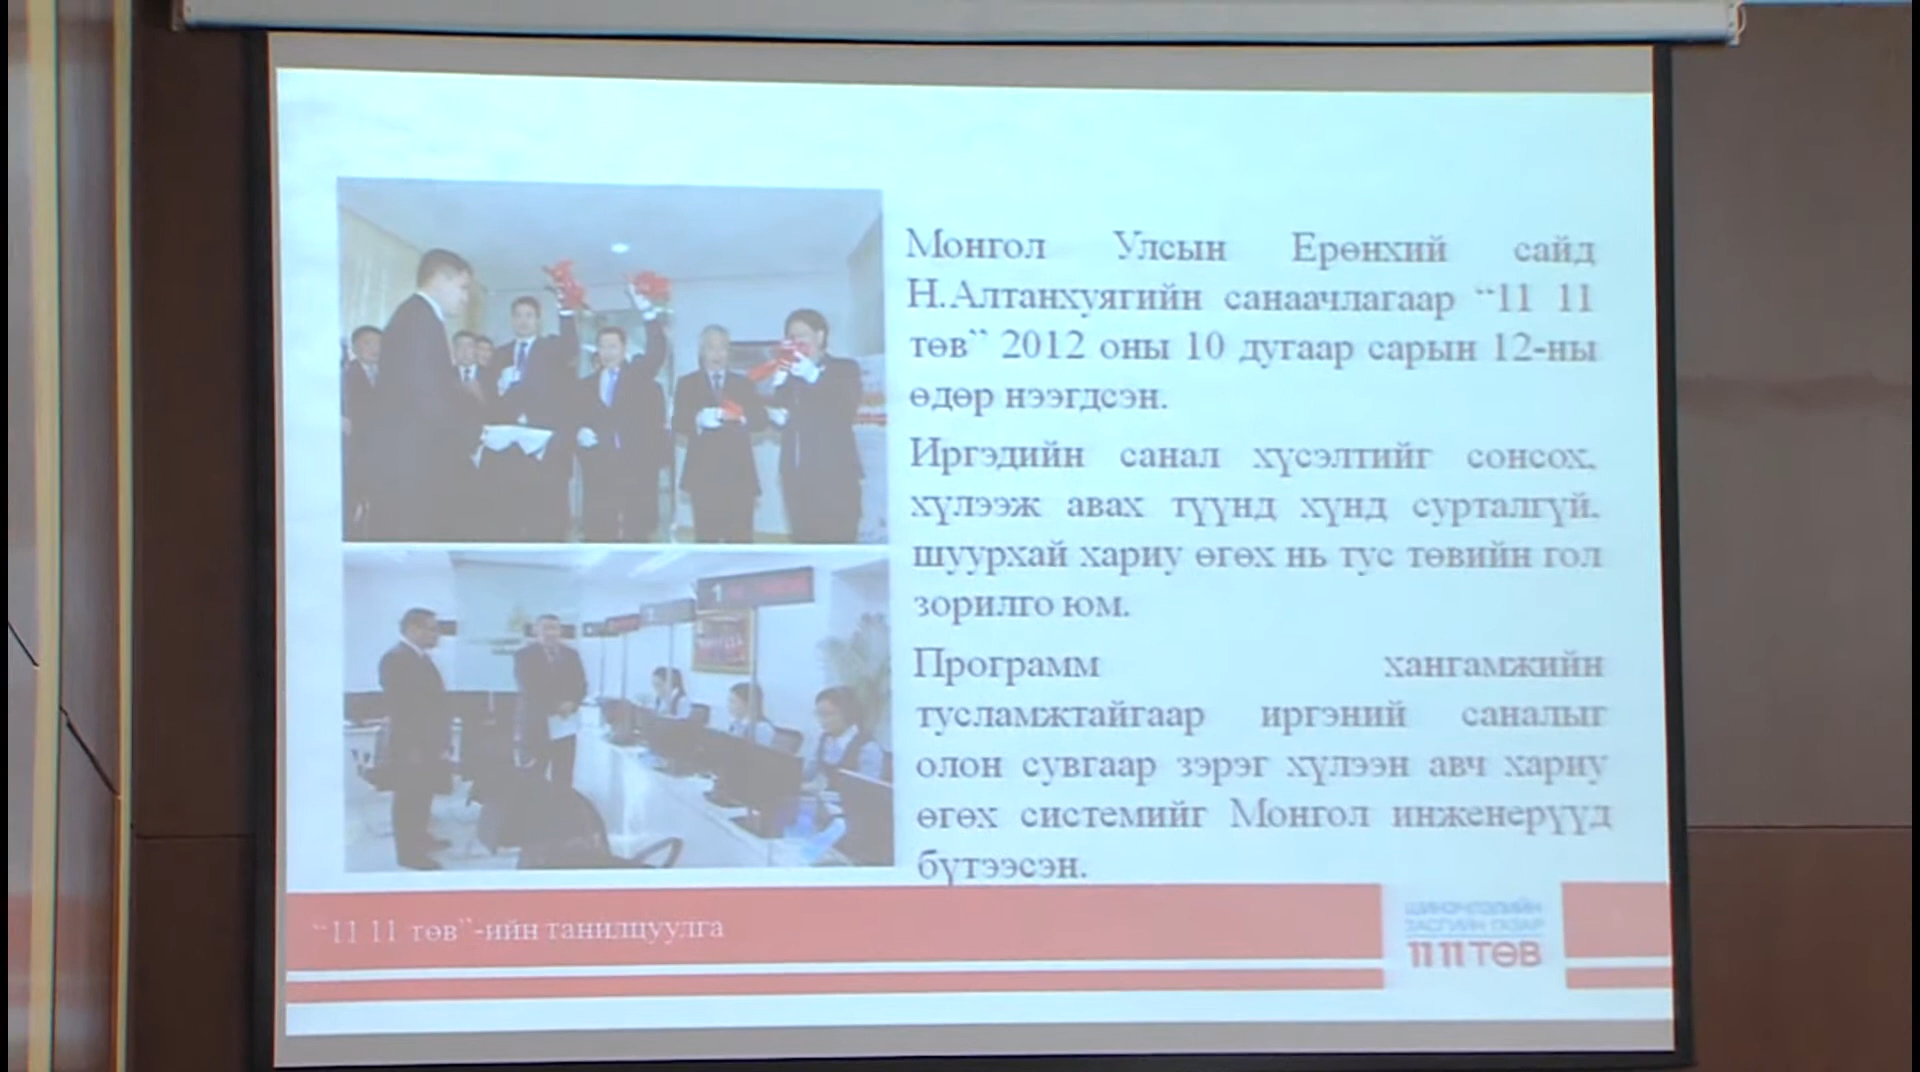 Монгол Улсын Ерөнхий сайд
Н.Алтанхуягийн санаачлагаар “11 11
төв” 2012 оны 10 дугаар сарын 12-ны
өдөр нээгдсэн.
Иргэдийн санал хүсэлтийг сонсох,
хүлээж авах түүнд хүнд сурталгүй,
шуурхай хариу өгөх нь тус төвийн гол
зорилго юм.
Программ хангамжийн
тусламжтайгаар иргэний саналыг
олон сувгаар зэрэг хүлээн авч хариу
өгөх системийг Монгол инженерүүд
бүтээсэн.
“11 11 төв”-ийн танилцуулга
ШИНЭЧЛЭЛИЙН
ЗАСГИЙН ГАЗАР
11 11 ТӨВ